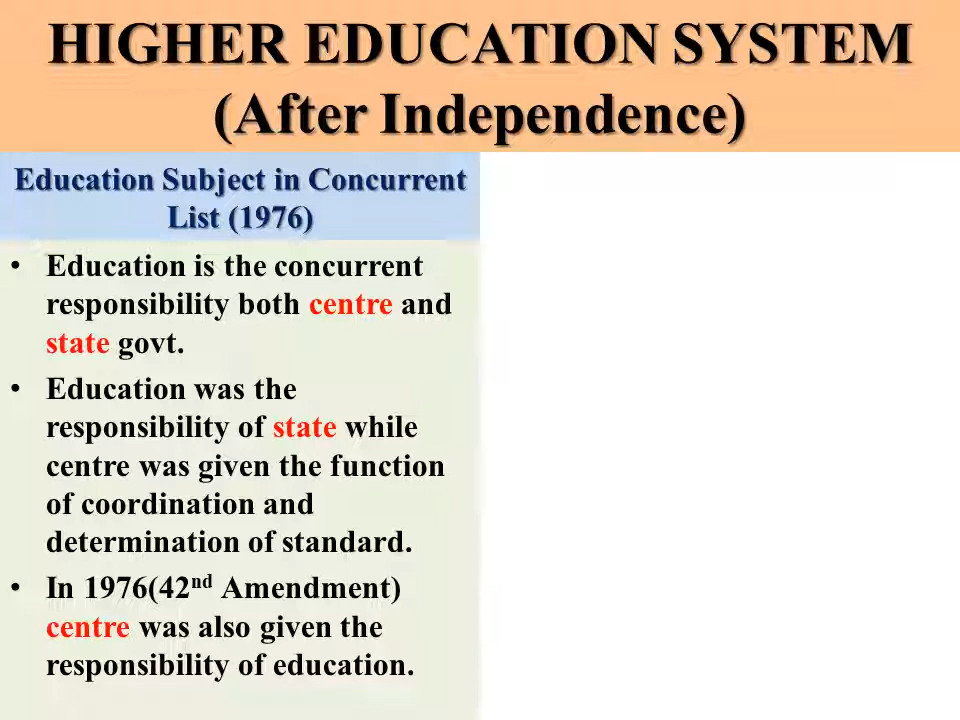 HIGHER EDUCATION SYSTEM
(After Independence)
Education Subject in Concurrent
List (1976)
• Education is the concurrent
responsibility both centre and
state govt.
• Education was the
responsibility of state while
centre was given the function
of coordination and
determination of standard.
• In 1976(42nd Amendment)
centre was also given the
responsibility of education.